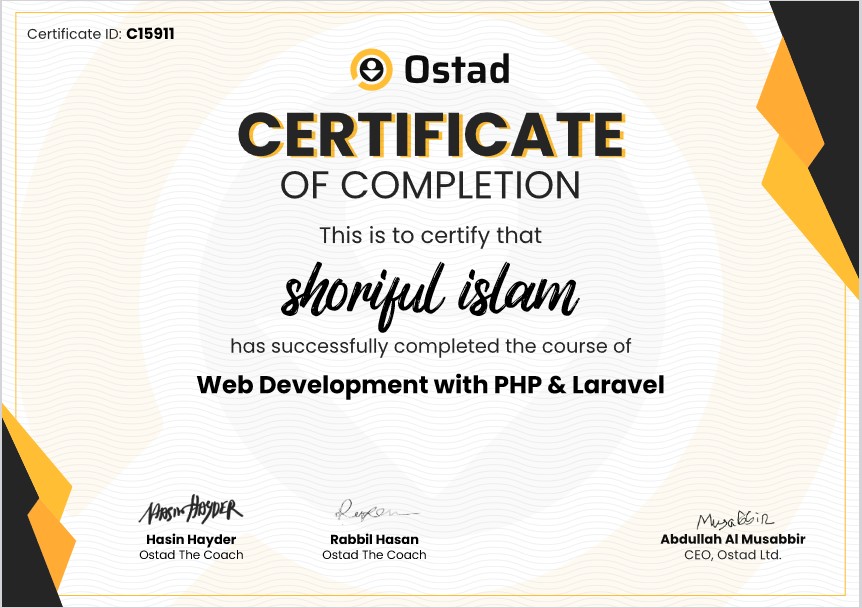 Certificate ID: C15911
Ostad
CERTIFICATE
OF COMPLETION
This is to certify that
shoriful islam
has successfully completed the course of
Web Development with PHP & Laravel
Hasin HAYDER
Musabbir
Hasin Hayder
Rabbil Hasan
Abdullah Al Musabbir
Ostad The Coach
Ostad The Coach
CEO, Ostad Ltd.